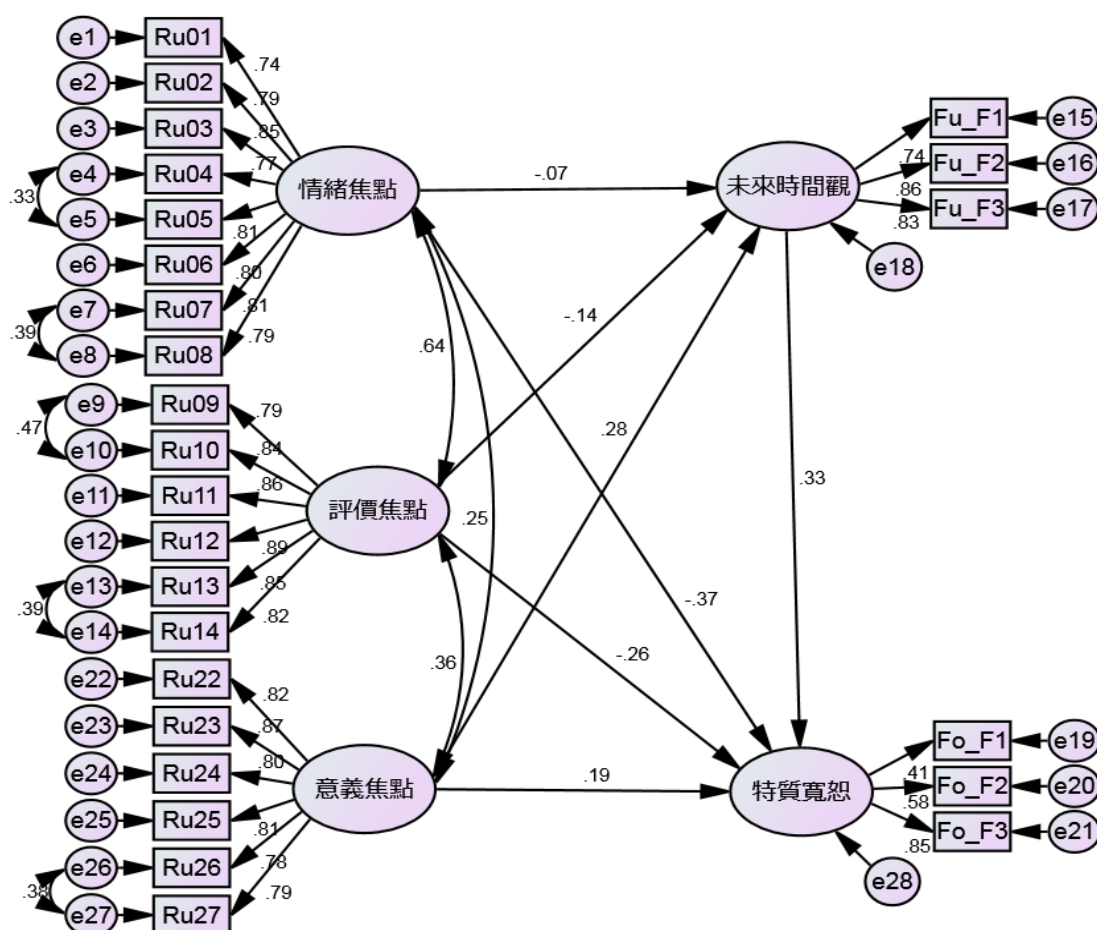 e1 Ru01
.74
e2 Ru02
.79
e3 Ru03
.85
e4 Ru04
.77
.33
e5 Ru05
.81
e6 Ru06
.80
e7 Ru07
.81
.39
e8 Ru08
.79
情緒焦點
-.07
未來時間觀
Fu_F1 e15
.74
Fu_F2 e16
.86
Fu_F3 e17
.83
e18
-.14
.64
.28
.33
e9 Ru09
.79
.47
e10 Ru10
.84
e11 Ru11
.86
評價焦點
.25
e12 Ru12
.89
e13 Ru13
.85
.39
e14 Ru14
.82
-.37
.36
-.26
e22 Ru22
.82
e23 Ru23
.87
e24 Ru24
.80
意義焦點
.19
特質寬恕
e25 Ru25
.81
e26 Ru26
.78
.38
e27 Ru27
.79
Fo_F1 e19
.41
Fo_F2 e20
.58
Fo_F3 e21
.85
e28